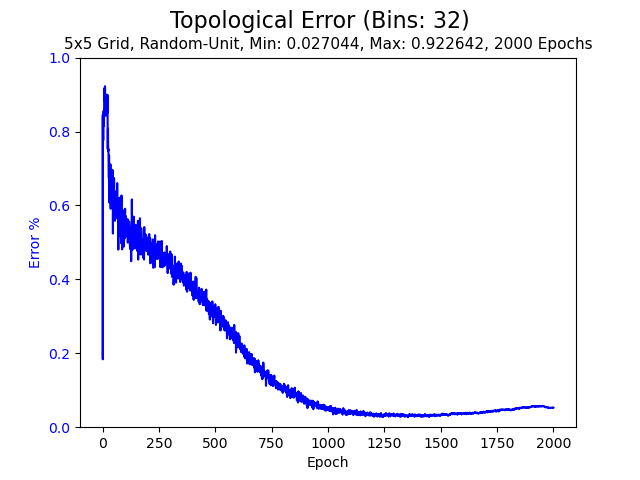 Topological Error (Bins: 32)
5x5 Grid, Random-Unit, Min: 0.027044, Max: 0.922642, 2000 Epochs
1.0
0.8
0.6
0.4
0.2
0.0
Error %
0 250 500 750 1000 1250 1500 1750 2000
Epoch